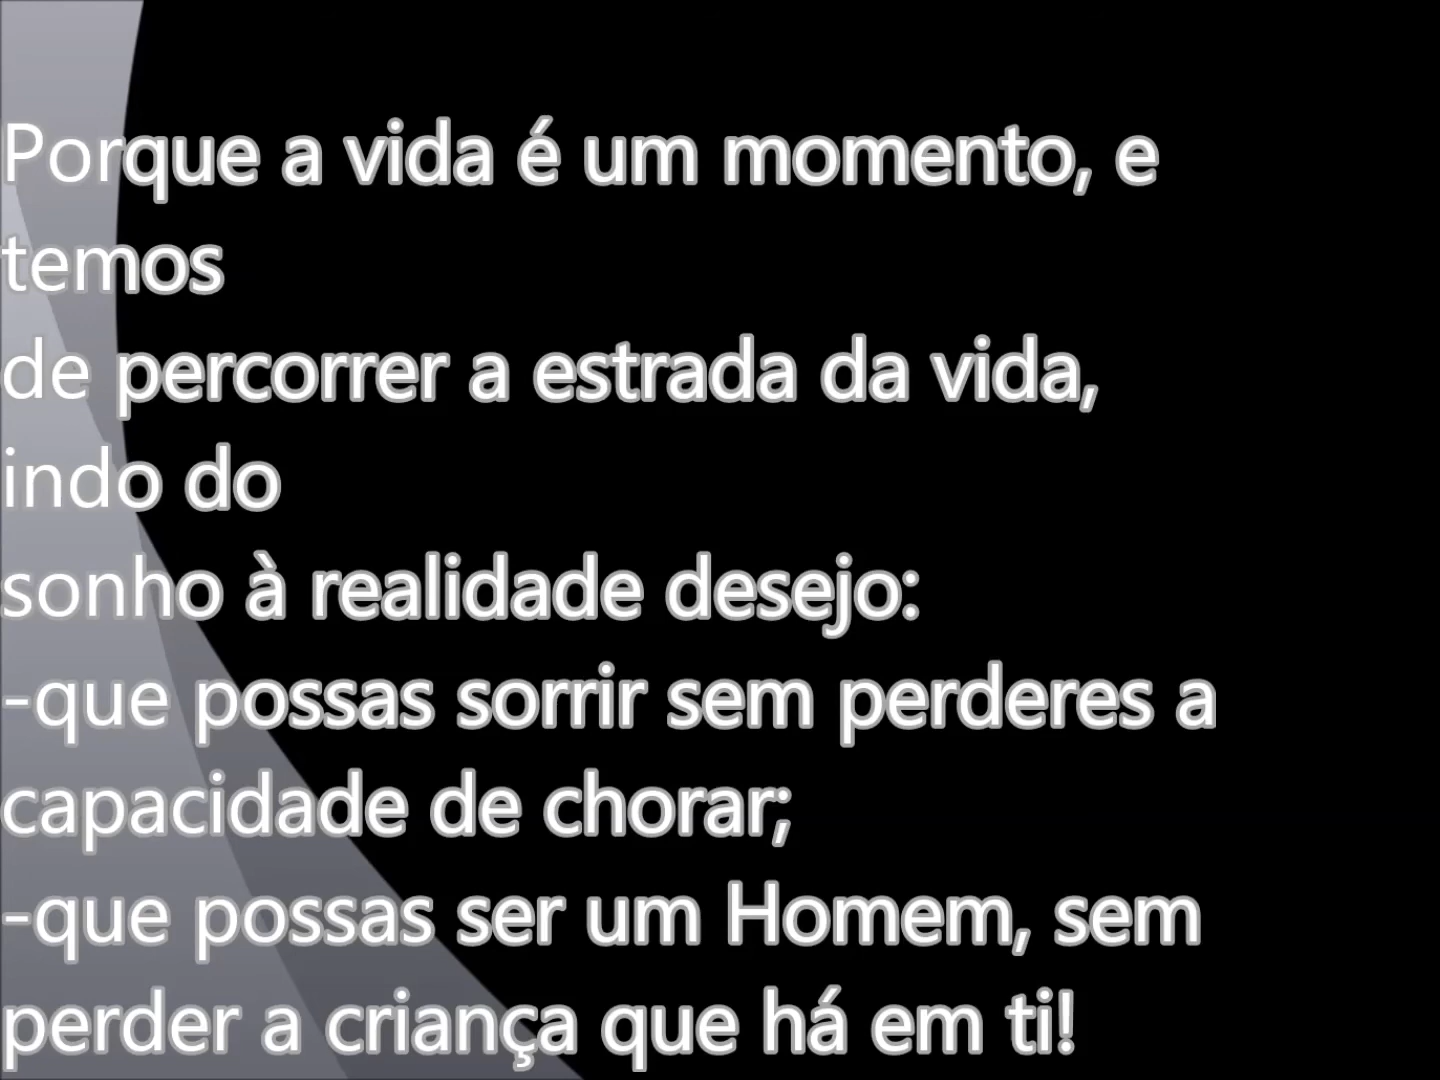 Porque a vida é um momento, e
temos
de percorrer a estrada da vida,
indo do
sonho à realidade desejo:
-que possas sorrir sem perderes a
capacidade de chorar;
-que possas ser um Homem, sem
perder a criança que há em ti!